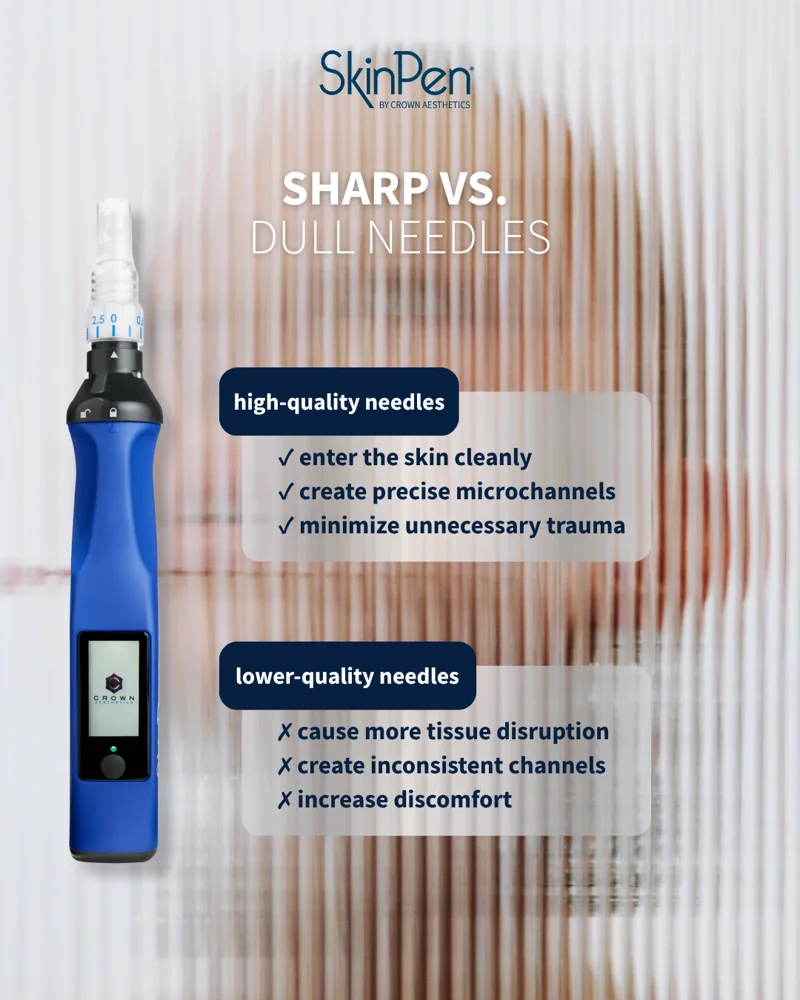 SkinPen®
BY CROWN AESTHETICS
SHARP VS.
DULL NEEDLES
2.5 0
high-quality needles
✓ enter the skin cleanly
✓ create precise microchannels
✓ minimize unnecessary trauma
CROWN
AESTHETICS
lower-quality needles
✗ cause more tissue disruption
✗ create inconsistent channels
✗ increase discomfort